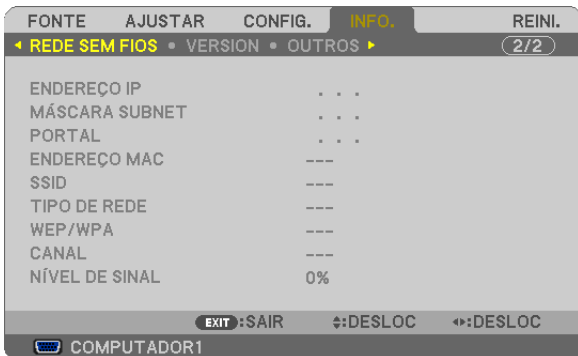 FONTE AJUSTAR CONFIG. INFO. REINI.
REDE SEM FIOS • VERSION • OUTROS 2/2
ENDEREÇO IP . . .
MÁSCARA SUBNET . . .
PORTAL . . .
ENDEREÇO MAC ---
SSID ---
TIPO DE REDE ---
WEP/WPA ---
CANAL ---
NÍVEL DE SINAL 0%
EXIT :SAIR :DESLOC :DESLOC
COMPUTADOR1